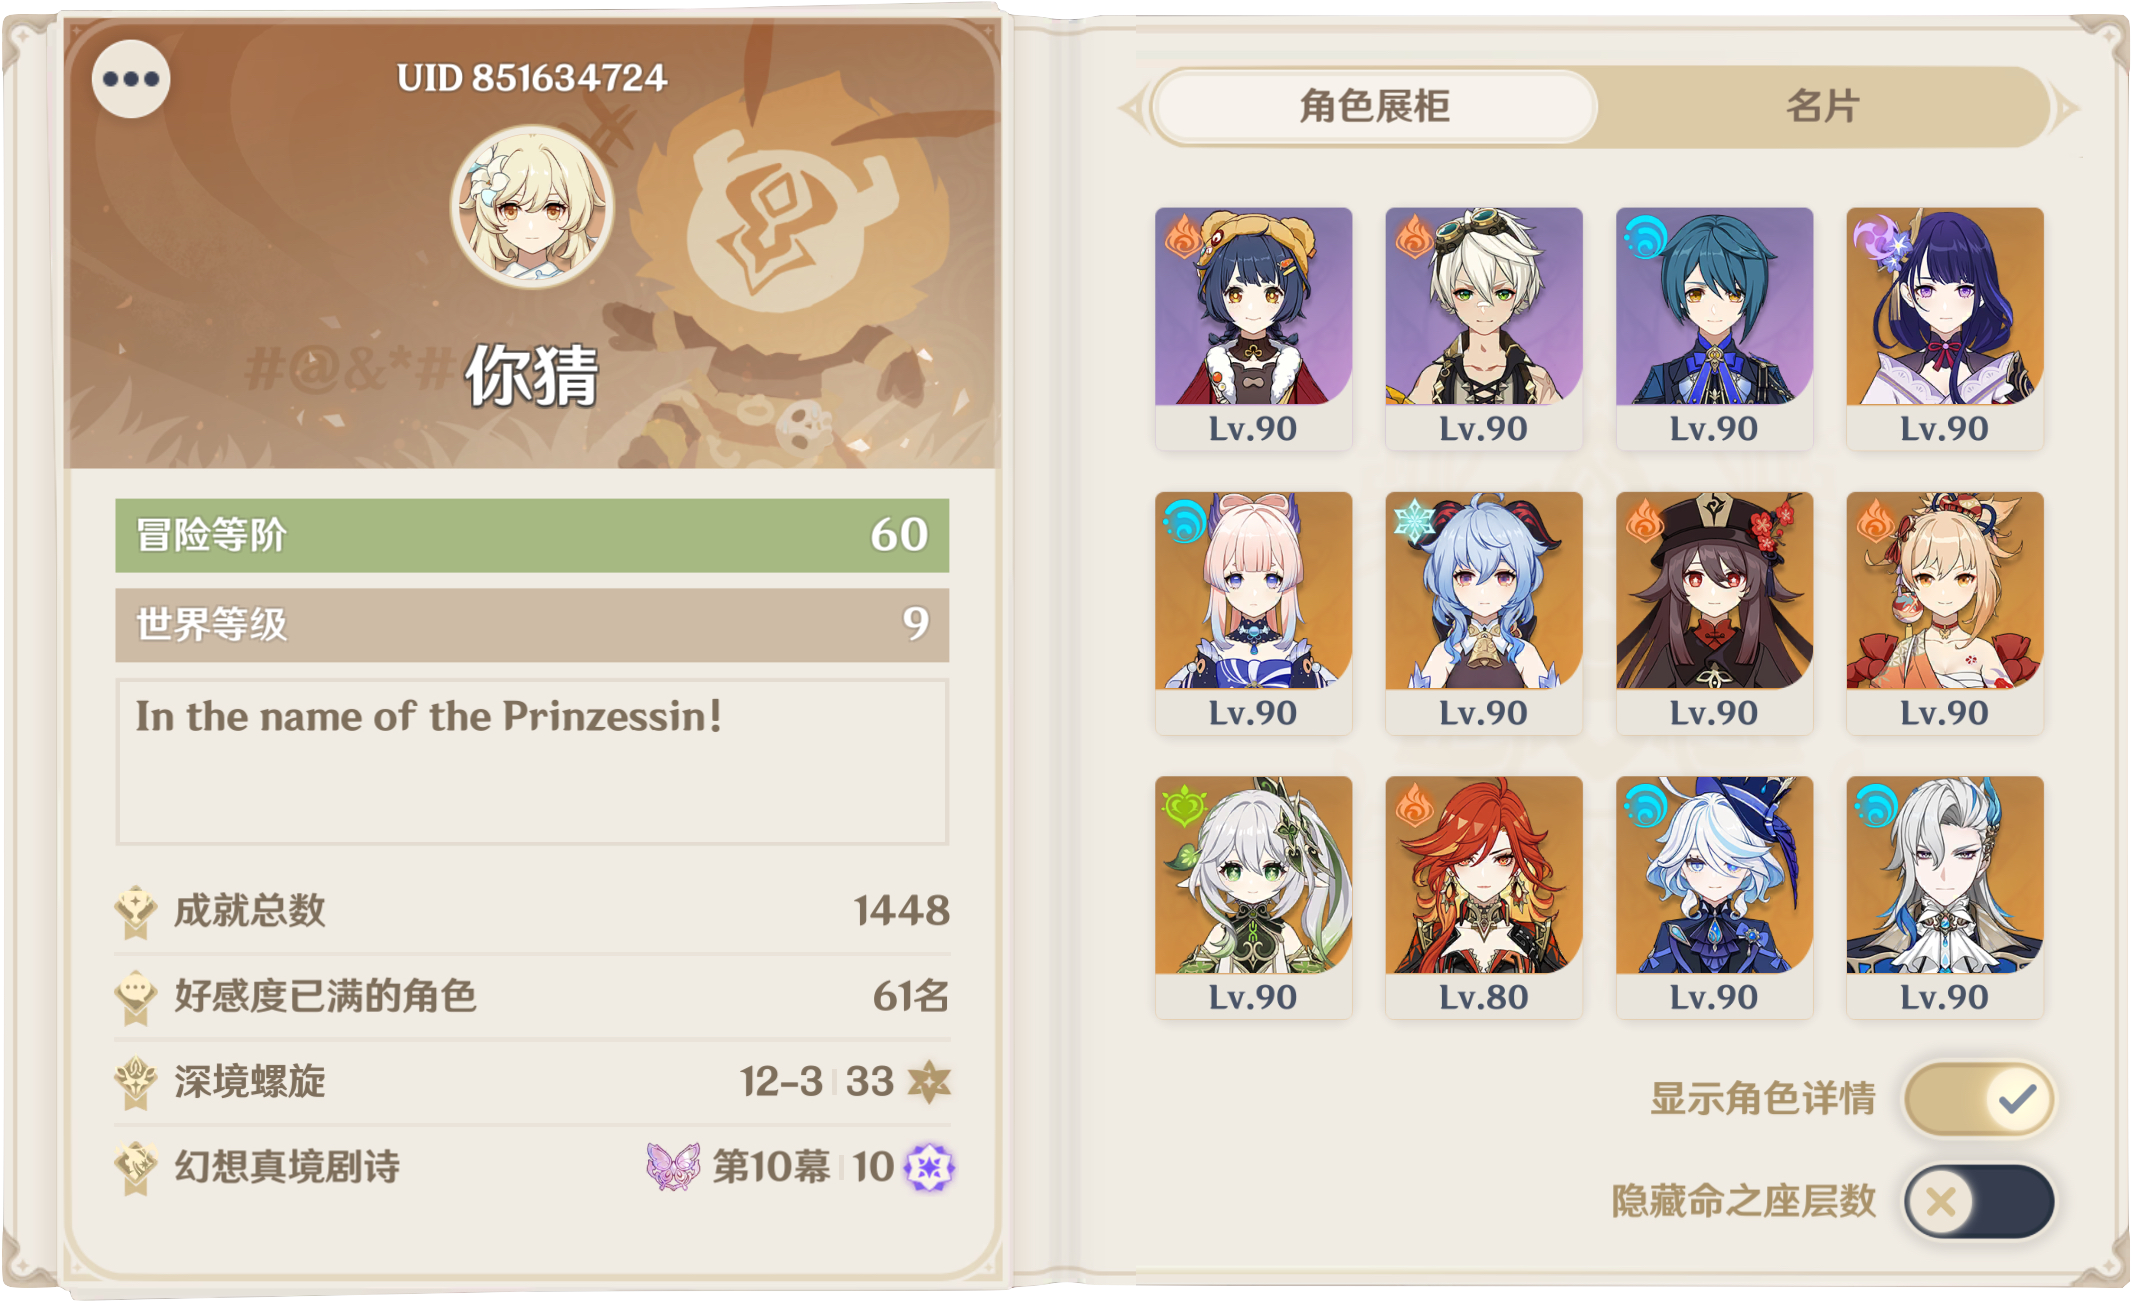 UID 851634724
#@&*#
你猜
冒险等阶 60
世界等级 9
In the name of the Prinzessin!
成就总数 1448
好感度已满的角色 61名
深境螺旋 12-3 33
幻想真境剧诗 第10幕 10
角色展柜 名片
Lv.90 Lv.90 Lv.90 Lv.90
Lv.90 Lv.90 Lv.90 Lv.90
Lv.90 Lv.80 Lv.90 Lv.90
显示角色详情
隐藏命之座层数